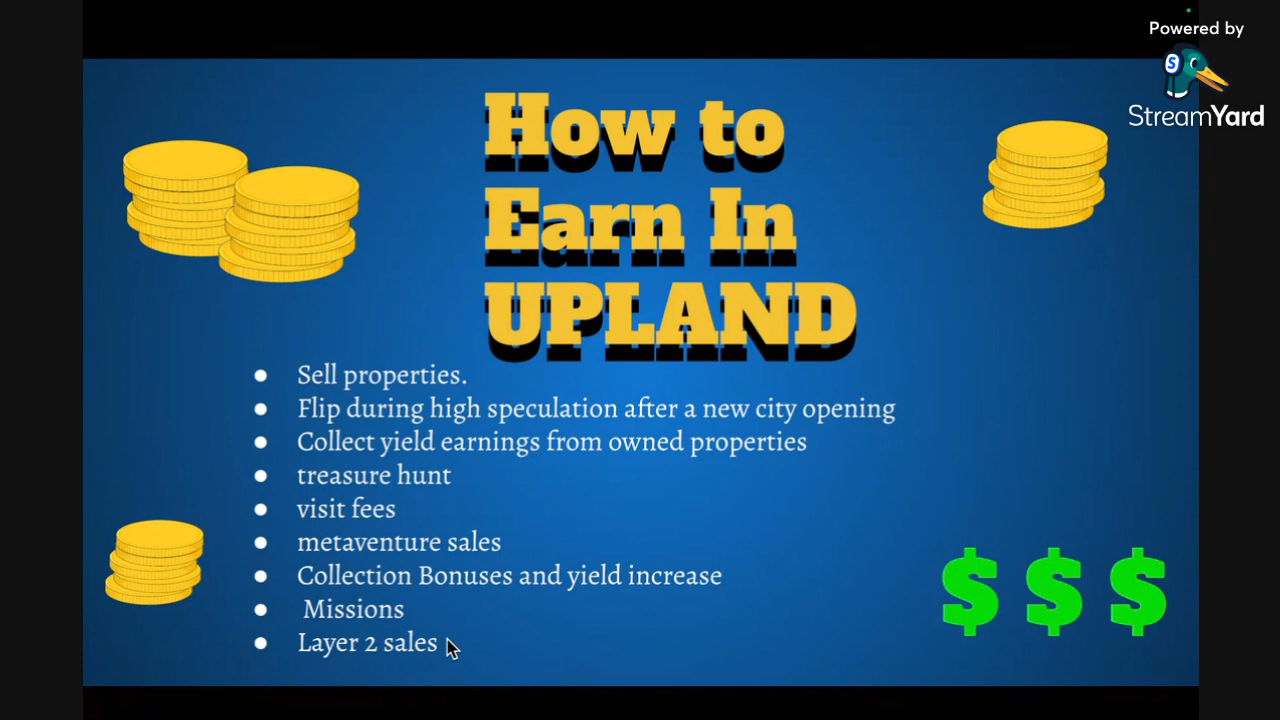 Powered by
StreamYard
How to
Earn In
UPLAND
● Sell properties.
● Flip during high speculation after a new city opening
● Collect yield earnings from owned properties
● treasure hunt
● visit fees
● metaventure sales
● Collection Bonuses and yield increase
● Missions
● Layer 2 sales
$ $ $